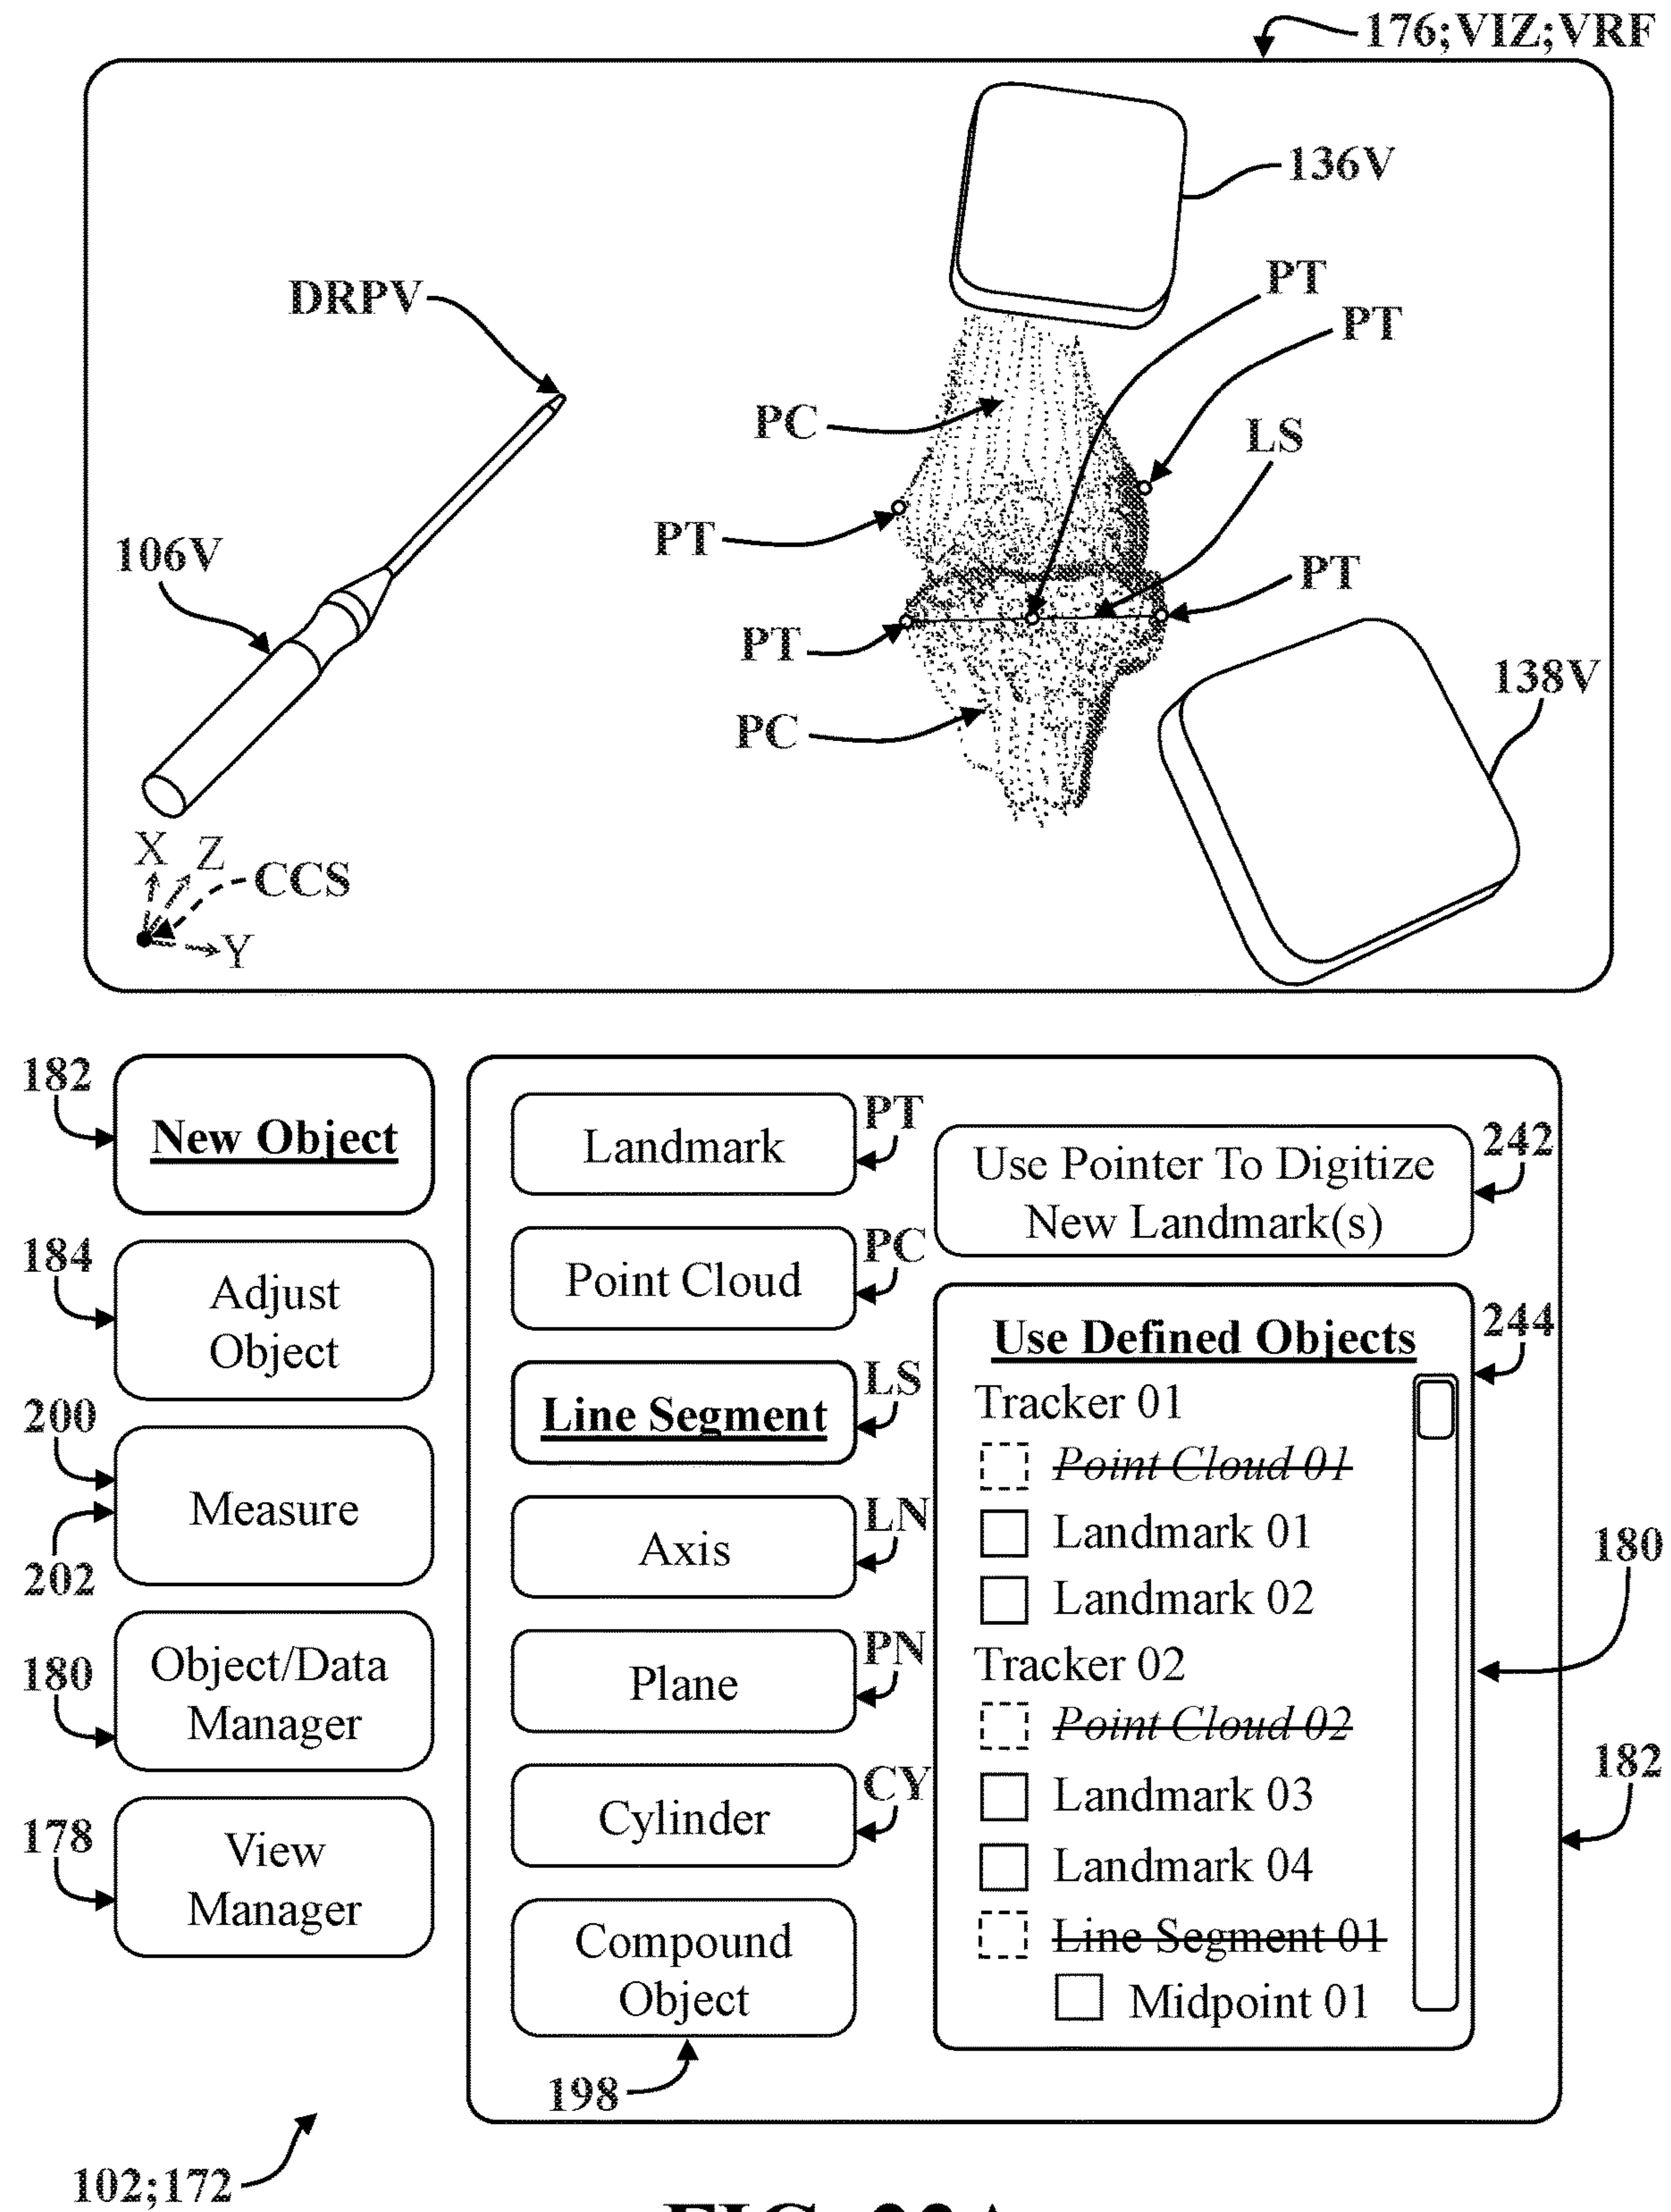 176;VIZ;VRF
136V
DRPV
PT
PT
PC
LS
PT
106V
PT
PT
138V
PC
X
Z
CCS
Y
182
New Object
Landmark
PT
Use Pointer To Digitize
New Landmark(s)
242
184
Adjust
Object
Point Cloud
PC
Use Defined Objects
244
Line Segment
LS
Tracker 01
Point Cloud 01
Landmark 01
Landmark 02
Tracker 02
Point Cloud 02
Landmark 03
Landmark 04
Line Segment 01
Midpoint 01
200
Measure
202
Axis
LN
180
180
Object/Data
Manager
Plane
PN
182
178
View
Manager
Cylinder
CY
Compound
Object
198
102;172